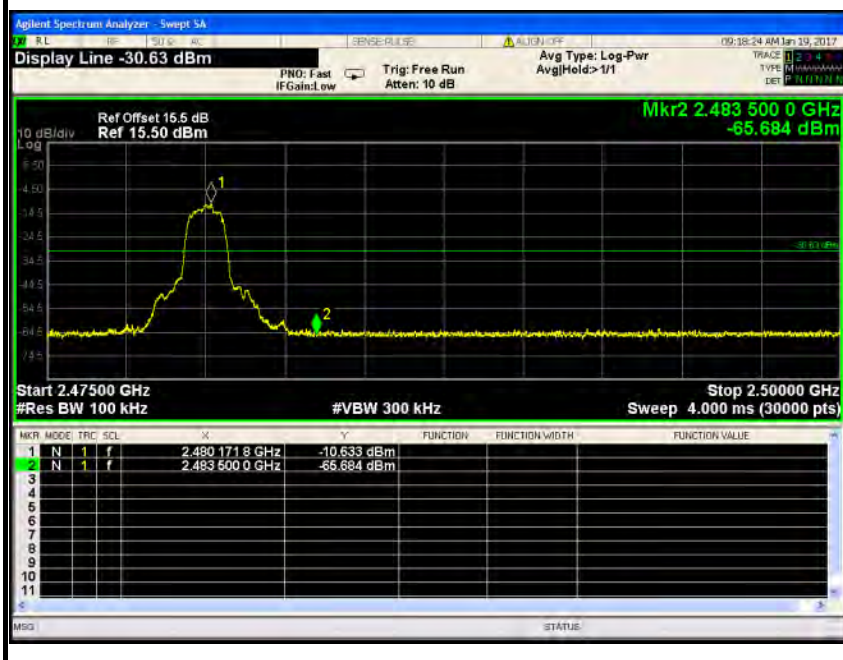 Agilent Spectrum Analyzer - Swept SA
RL RF 50 Ω AC SENSE:PULSE ALIGN OFF 09:18:24 AM Jan 19, 2017
Display Line -30.63 dBm
PNO: Fast
IFGain:Low
Trig: Free Run
Atten: 10 dB
Avg Type: Log-Pwr
Avg|Hold:>1/1
TRACE 1 2 3 4 5 6
TYPE M
DET P N N N N N
Mkr2 2.483 500 0 GHz
-65.684 dBm
Ref Offset 15.5 dB
10 dB/div Ref 15.50 dBm
Log
1
-4.50
-14.5
-24.5
-30.63 dBm
-34.5
-44.5
-54.5
2
-64.5
-74.5
Start 2.47500 GHz Stop 2.50000 GHz
#Res BW 100 kHz #VBW 300 kHz Sweep 4.000 ms (30000 pts)
MKR MODE TRC SCL X Y FUNCTION FUNCTION WIDTH FUNCTION VALUE
1 N 1 f 2.480 171 8 GHz -10.633 dBm
2 N 1 f 2.483 500 0 GHz -65.684 dBm
3
4
5
6
7
8
9
10
11
MSG STATUS